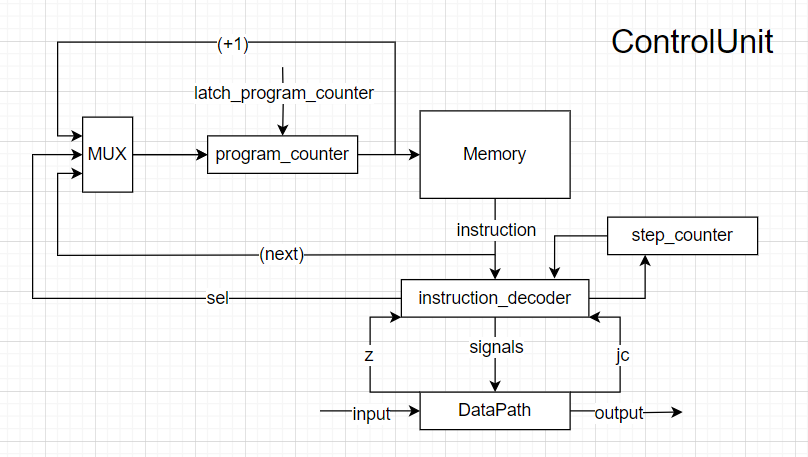 ControlUnit
(+1)
latch_program_counter
MUX
program_counter
Memory
instruction
step_counter
(next)
sel
instruction_decoder
z
signals
jc
input
DataPath
output